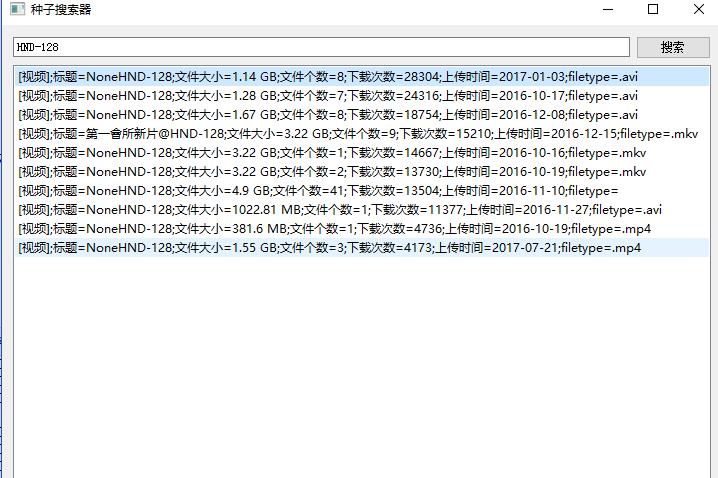 种子搜索器
HND-128
搜索
[视频];标题=NoneHND-128;文件大小=1.14 GB;文件个数=8;下载次数=28304;上传时间=2017-01-03;filetype=.avi
[视频];标题=NoneHND-128;文件大小=1.28 GB;文件个数=7;下载次数=24316;上传时间=2016-10-17;filetype=.avi
[视频];标题=NoneHND-128;文件大小=1.67 GB;文件个数=8;下载次数=18754;上传时间=2016-12-08;filetype=.avi
[视频];标题=第一會所新片@HND-128;文件大小=3.22 GB;文件个数=9;下载次数=15210;上传时间=2016-12-15;filetype=.mkv
[视频];标题=NoneHND-128;文件大小=3.22 GB;文件个数=1;下载次数=14667;上传时间=2016-10-16;filetype=.mkv
[视频];标题=NoneHND-128;文件大小=3.22 GB;文件个数=2;下载次数=13730;上传时间=2016-10-19;filetype=.mkv
[视频];标题=NoneHND-128;文件大小=4.9 GB;文件个数=41;下载次数=13504;上传时间=2016-11-10;filetype=
[视频];标题=NoneHND-128;文件大小=1022.81 MB;文件个数=1;下载次数=11377;上传时间=2016-11-27;filetype=.avi
[视频];标题=NoneHND-128;文件大小=381.6 MB;文件个数=1;下载次数=4736;上传时间=2016-10-19;filetype=.mp4
[视频];标题=NoneHND-128;文件大小=1.55 GB;文件个数=3;下载次数=4173;上传时间=2017-07-21;filetype=.mp4